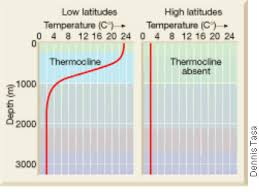 Low latitudes
Temperature (C°)→
0 4 8 12 16 20 24
High latitudes
Temperature (C°)→
0 4 8 12 16 20 24
0
1000
2000
3000
Depth (m)
Thermocline
Thermocline
absent
Dennis Tasa